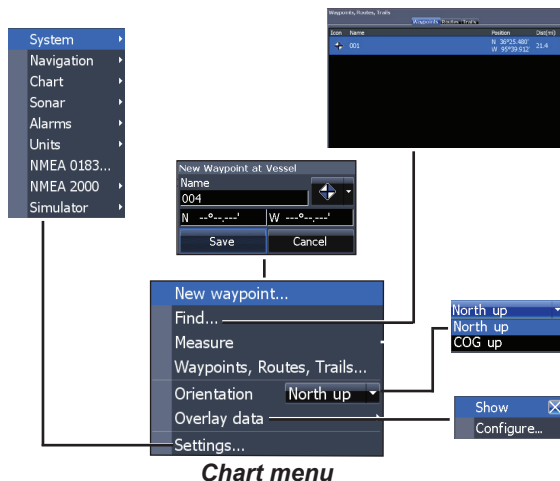 Waypoints, Routes, Trails
Waypoints Routes Trails
Icon Name Position Dist(mi)
001 N 36°25.480' 21.4
W 95°39.912'
System
Navigation
Chart
Sonar
Alarms
Units
NMEA 0183...
NMEA 2000
Simulator
New Waypoint at Vessel
Name
004
N --°--.---' W ---°--.---'
Save Cancel
New waypoint...
Find...
Measure
Waypoints, Routes, Trails...
Orientation North up
Overlay data
Settings...
North up
North up
COG up
Show
Configure...
Chart menu